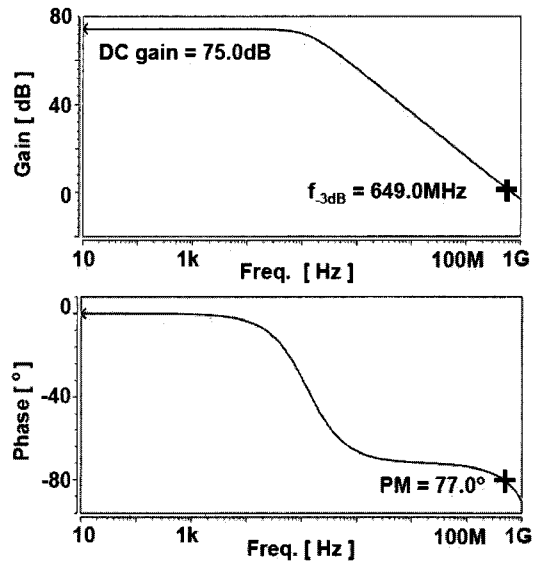 80
DC gain = 75.0dB
40
Gain [ dB]
0
f-3dB = 649.0MHz
10
1k
100M
1G
Freq. [ Hz]
0
-40
Phase [ °]
-80
PM = 77.0°
10
1k
100M
1G
Freq. [ Hz]